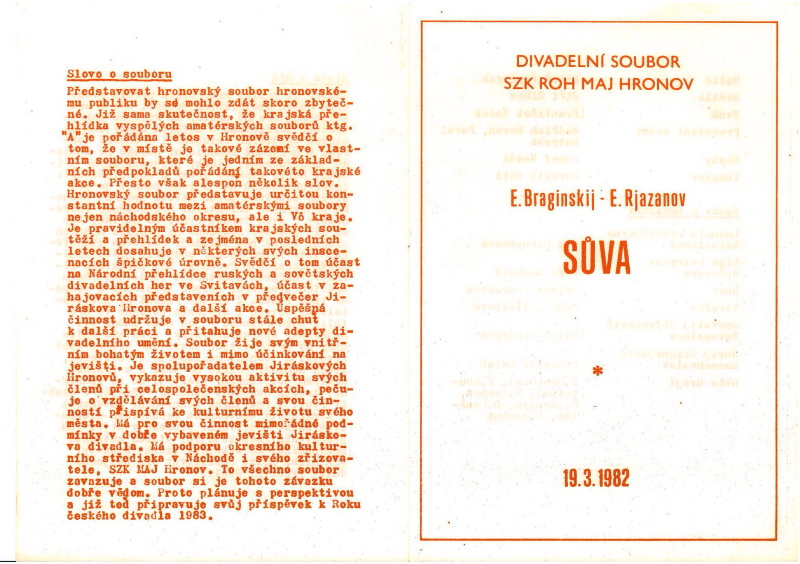 Slovo o souboru
Představovat hronovský soubor hronovské-
mu publiku by se mohlo zdát skoro zbyteč-
né. Již sama skutečnost, že krajská pře-
hlídka vyspělých amatérských souborů ktg.
"A"je pořádána letos v Hronově svědčí o
tom, že v místě je takové zázemí ve vlast-
ním souboru, které je jedním ze základ-
ních předpokladů pořádání takovéto krajské
akce. Přesto však alespon několik slov.
Hronovský soubor představuje určitou kon-
stantní hodnotu mezi amatérskými soubory
nejen náchodského okresu, ale i Vč kraje.
Je pravidelným účastníkem krajských sou-
těží a přehlídek a zejména v posledních
letech dosahuje v některých svých insce-
nacích špičkové úrovně. Svědčí o tom účast
na Národní přehlídce ruských a sovětských
divadelních her ve Svitavách, účast v za-
hajovacích představeních v předvečer Ji-
ráskova Hronova a další akce. Úspěšná
činnost udržuje v souboru stále chuť
k další práci a přitahuje nové adepty di-
vadelního umění. Soubor žije svým vnitř-
ním bohatým životem i mimo účinkování na
jevišti. Je spolupořadatelem Jiráskových
Hronovů, vykazuje vysokou aktivitu svých
členů při celospolečenských akcích, peču-
je o vzdělávání svých členů a svou čin-
ností přispívá ke kulturnímu životu svého
města. Má pro svou činnost mimořádné pod-
mínky v dobře vybaveném jevišti Jirásko-
va divadla. Má podporu okresního kultur-
ního střediska v Náchodě i svého zřizova-
tele, SZK MAJ Hronov. To všechno soubor
zavazuje a soubor si je tohoto závazku
dobře vědom. Proto plánuje s perspektivou
a již teď připravuje svůj příspěvek k Roku
českého divadla 1983.
DIVADELNÍ SOUBOR
SZK ROH MAJ HRONOV
E. Braginskij - E. Rjazanov
SŮVA
*
19.3.1982